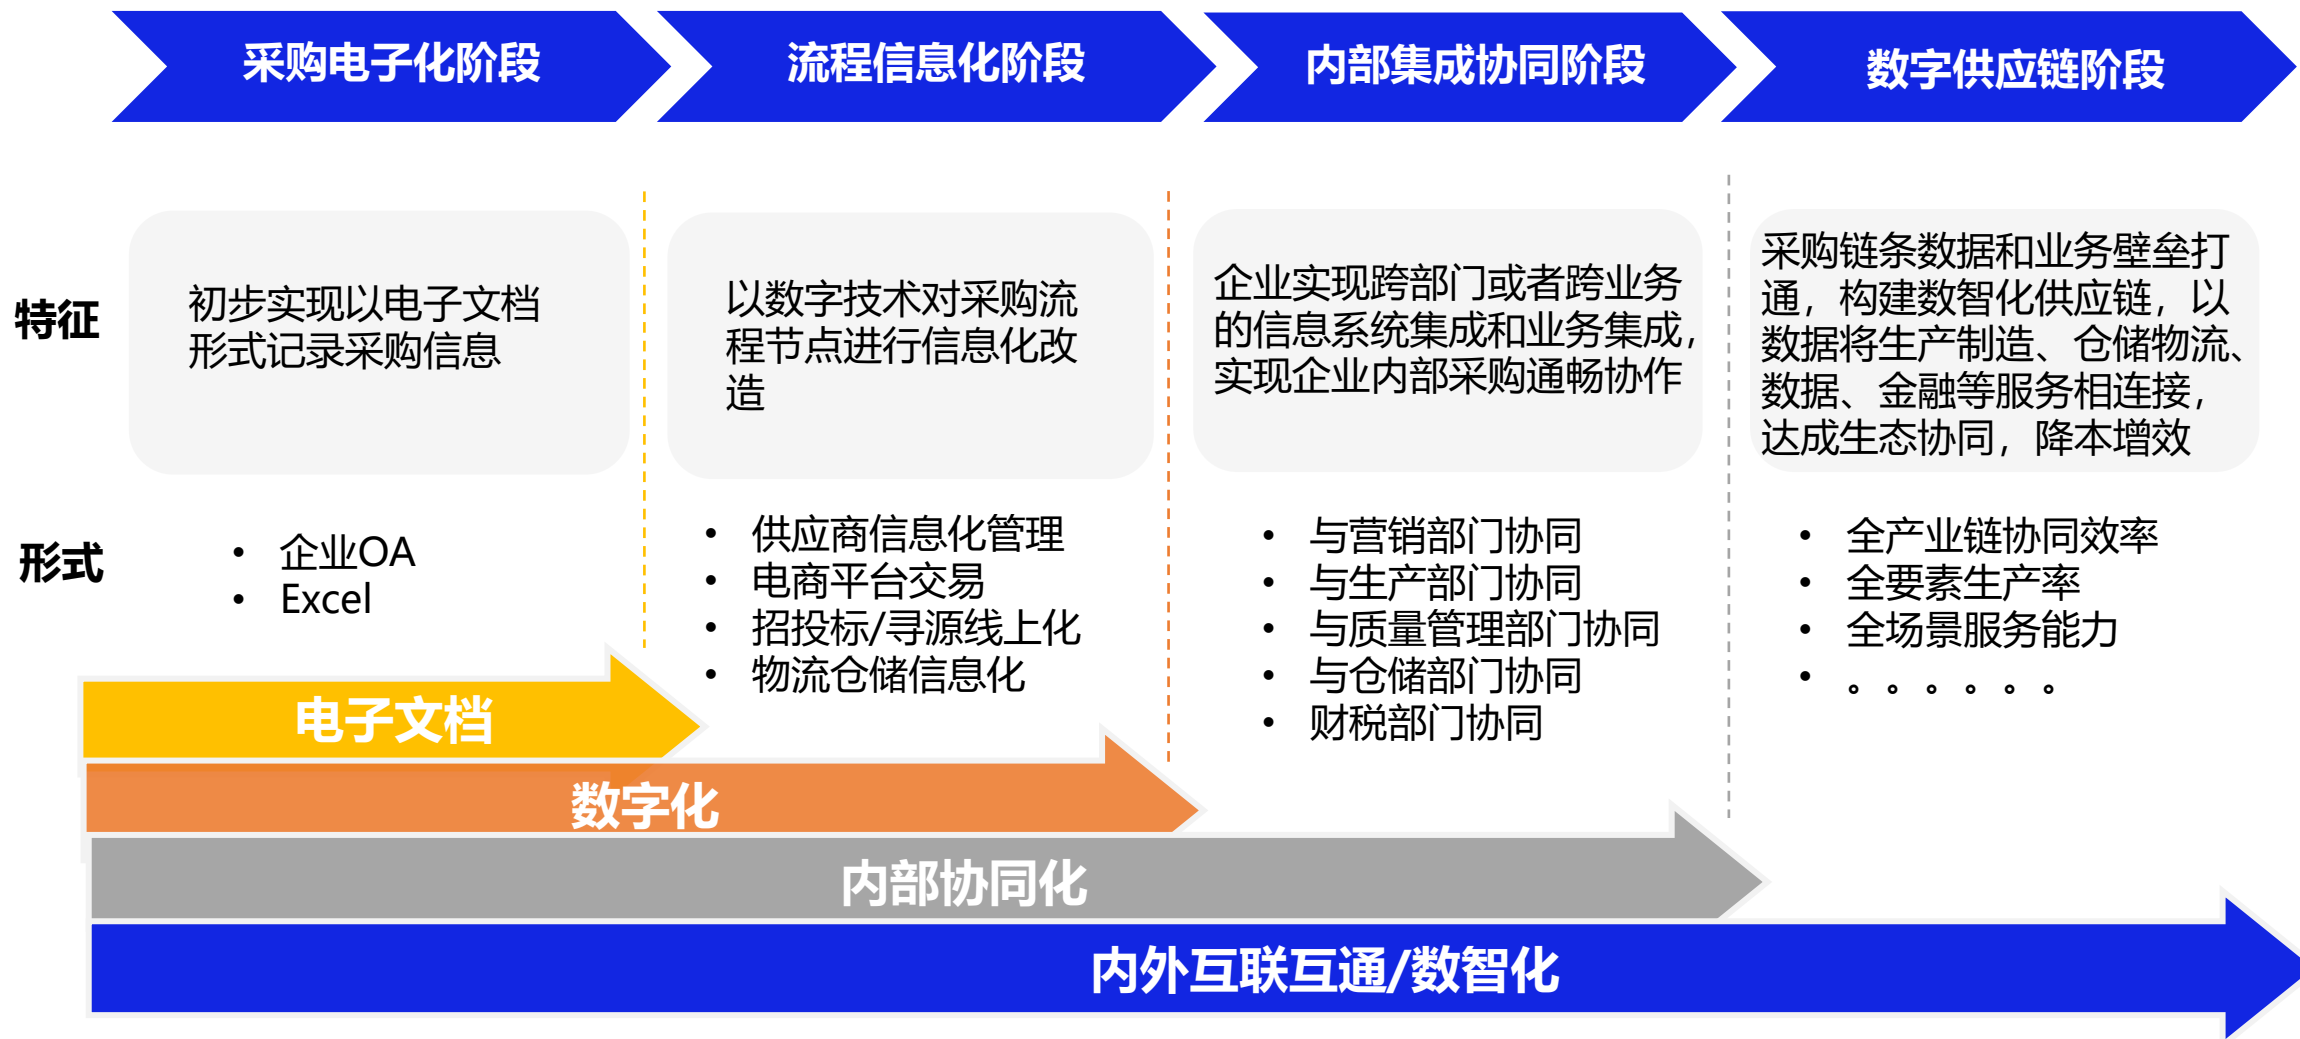 采购电子化阶段
流程信息化阶段
内部集成协同阶段
数字供应链阶段
特征
初步实现以电子文档
形式记录采购信息
以数字技术对采购流
程节点进行信息化改
造
企业实现跨部门或者跨业务
的信息系统集成和业务集成，
实现企业内部采购通畅协作
采购链条数据和业务壁垒打
通，构建数智化供应链，以
数据将生产制造、仓储物流、
数据、金融等服务相连接，
达成生态协同，降本增效
形式
• 企业OA
• Excel
• 供应商信息化管理
• 电商平台交易
• 招投标/寻源线上化
• 物流仓储信息化
• 与营销部门协同
• 与生产部门协同
• 与质量管理部门协同
• 与仓储部门协同
• 财税部门协同
• 全产业链协同效率
• 全要素生产率
• 全场景服务能力
• 。。。。。。
电子文档
数字化
内部协同化
内外互联互通/数智化